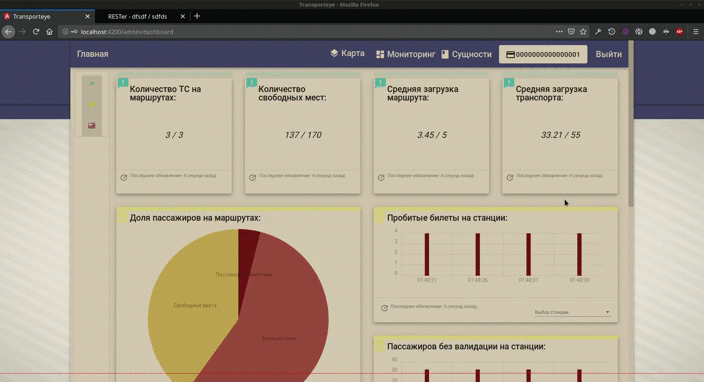 Transporteye - Mozilla Firefox
Transporteye
RESTer - dfsdf / sdfds
localhost:4200/admin/dashboard
Главная
Карта
Мониторинг
Сущности
0000000000000001
Выйти
Количество ТС на
маршрутах:
3 / 3
Последнее обновление: 4 секунд назад
Количество
свободных мест:
137 / 170
Последнее обновление: 4 секунд назад
Средняя загрузка
маршрута:
3.45 / 5
Последнее обновление: 4 секунд назад
Средняя загрузка
транспорта:
33.21 / 55
Последнее обновление: 4 секунд назад
Доля пассажиров на маршрутах:
Свободных места
Пробитые билеты на станции:
4
3
2
1
0
01:48:21
01:48:26
01:48:31
01:48:36
Последнее обновление: 2 секунд назад
Выбор станции
Пассажиров без валидации на станции:
40
30
20